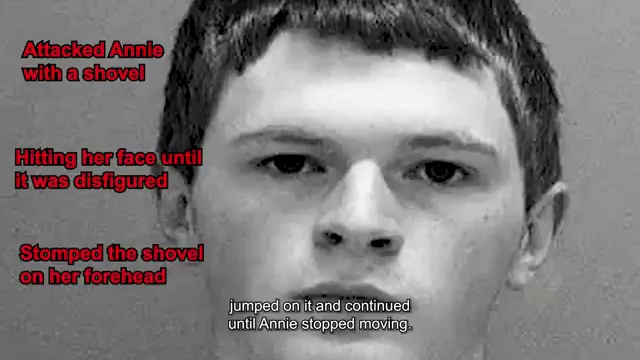 Attacked Annie
with a shovel
Hitting her face until
it was disfigured
Stomped the shovel
on her forehead
jumped on it and continued
until Annie stopped moving.